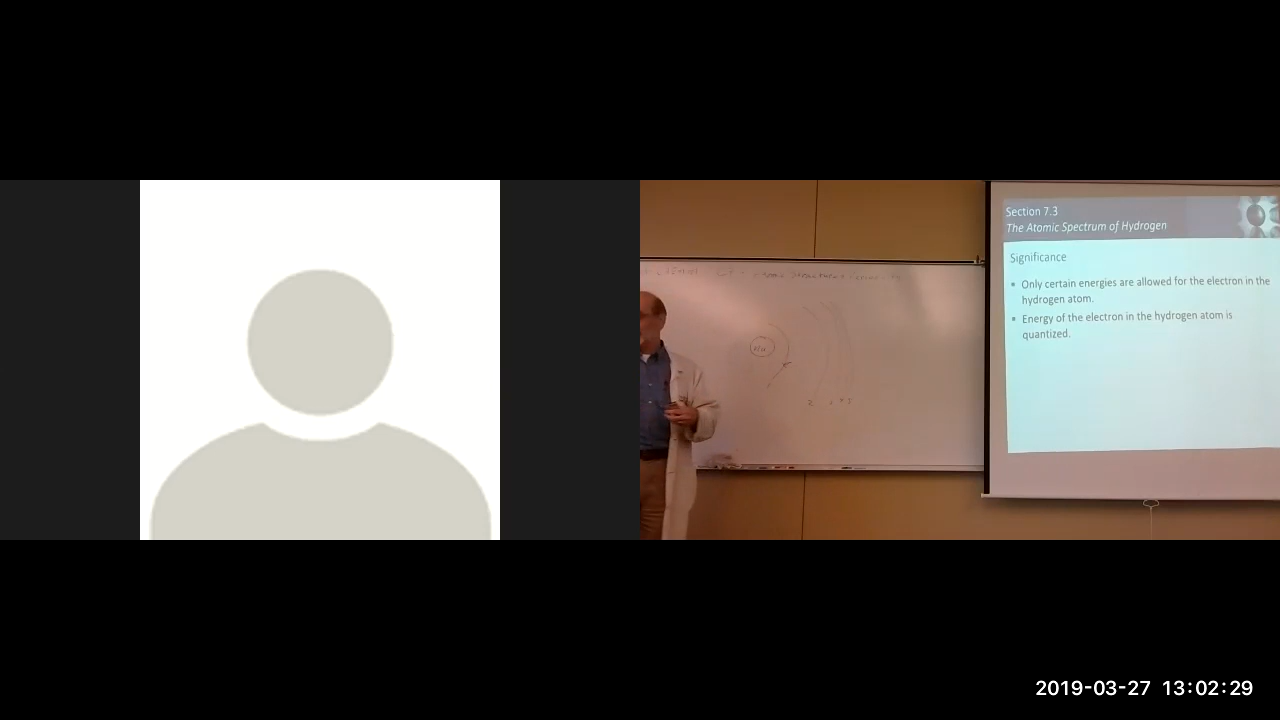 Section 7.3
The Atomic Spectrum of Hydrogen
Significance
• Only certain energies are allowed for the electron in the
hydrogen atom.
• Energy of the electron in the hydrogen atom is
quantized.
2019-03-27 13:02:29